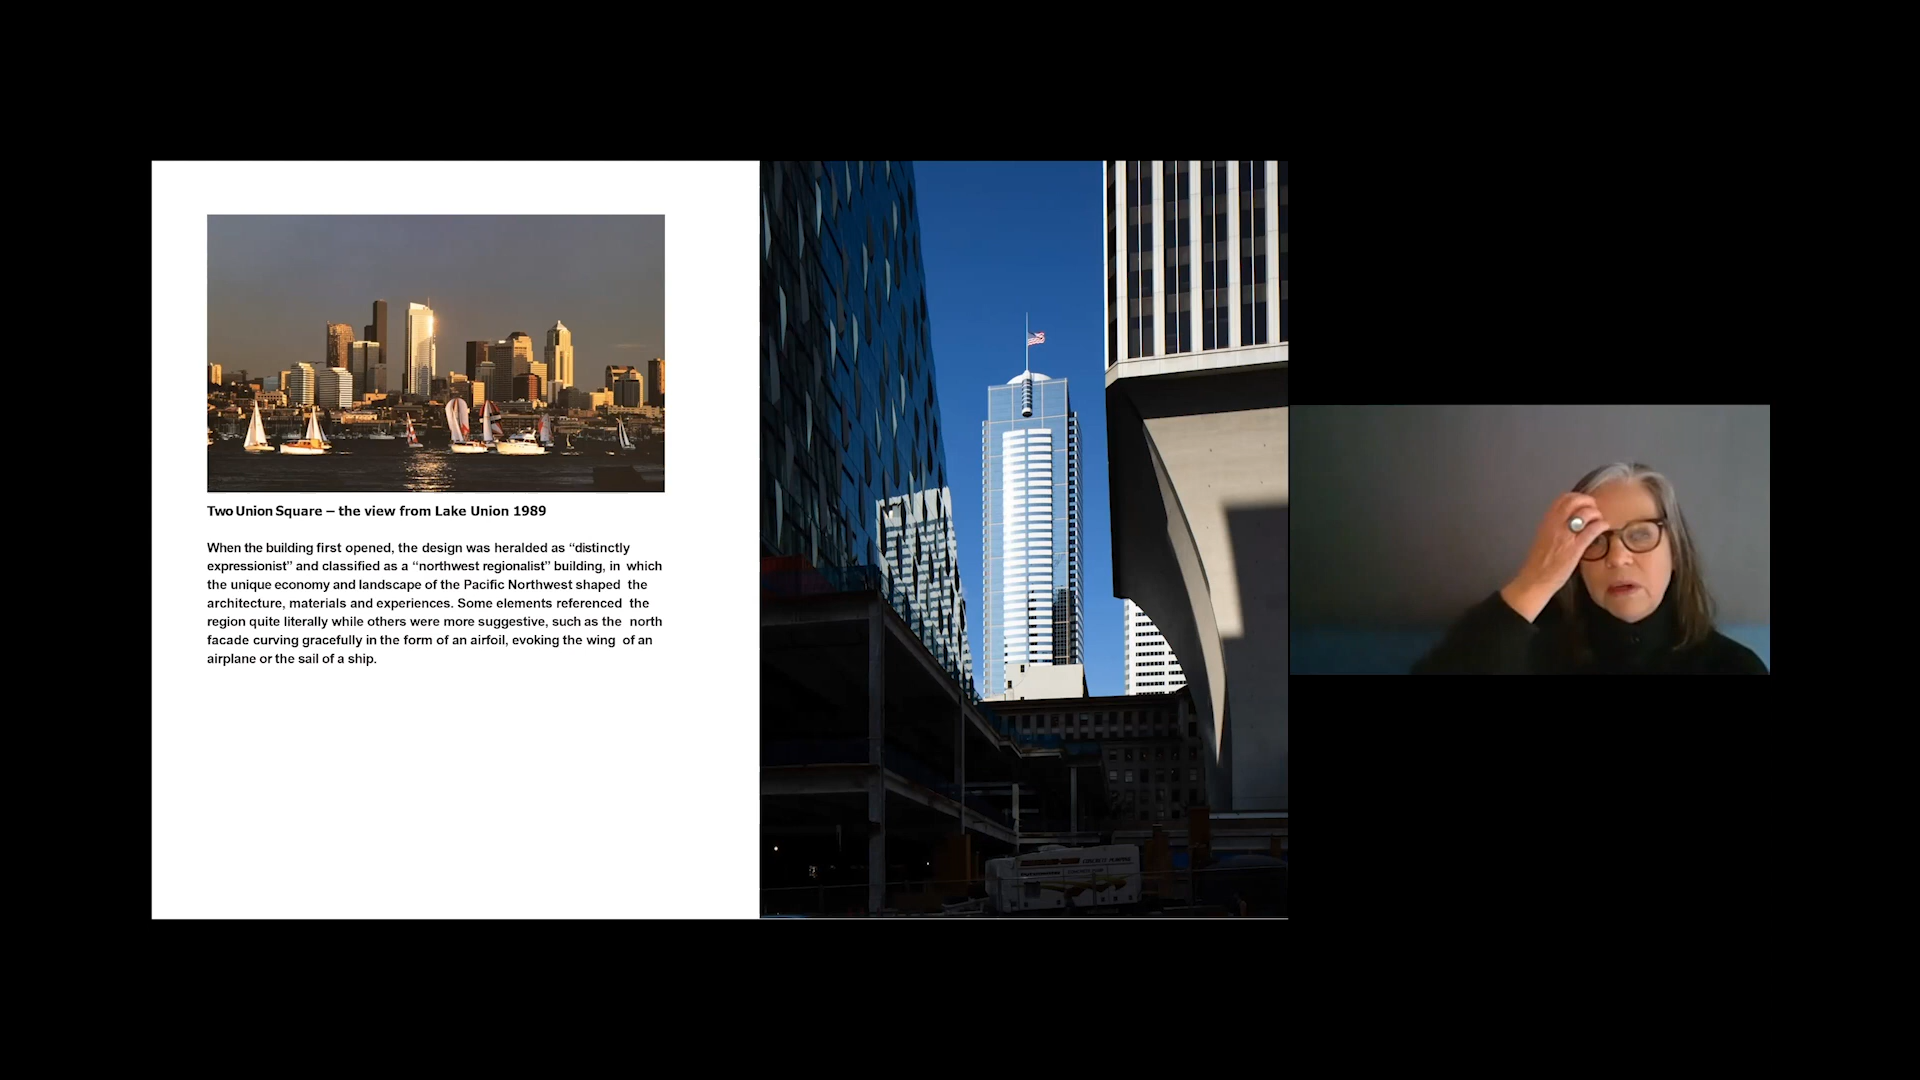 Two Union Square – the view from Lake Union 1989
When the building first opened, the design was heralded as “distinctly
expressionist” and classified as a “northwest regionalist” building, in which
the unique economy and landscape of the Pacific Northwest shaped the
architecture, materials and experiences. Some elements referenced the
region quite literally while others were more suggestive, such as the north
facade curving gracefully in the form of an airfoil, evoking the wing of an
airplane or the sail of a ship.
CONCRETE PUMPING